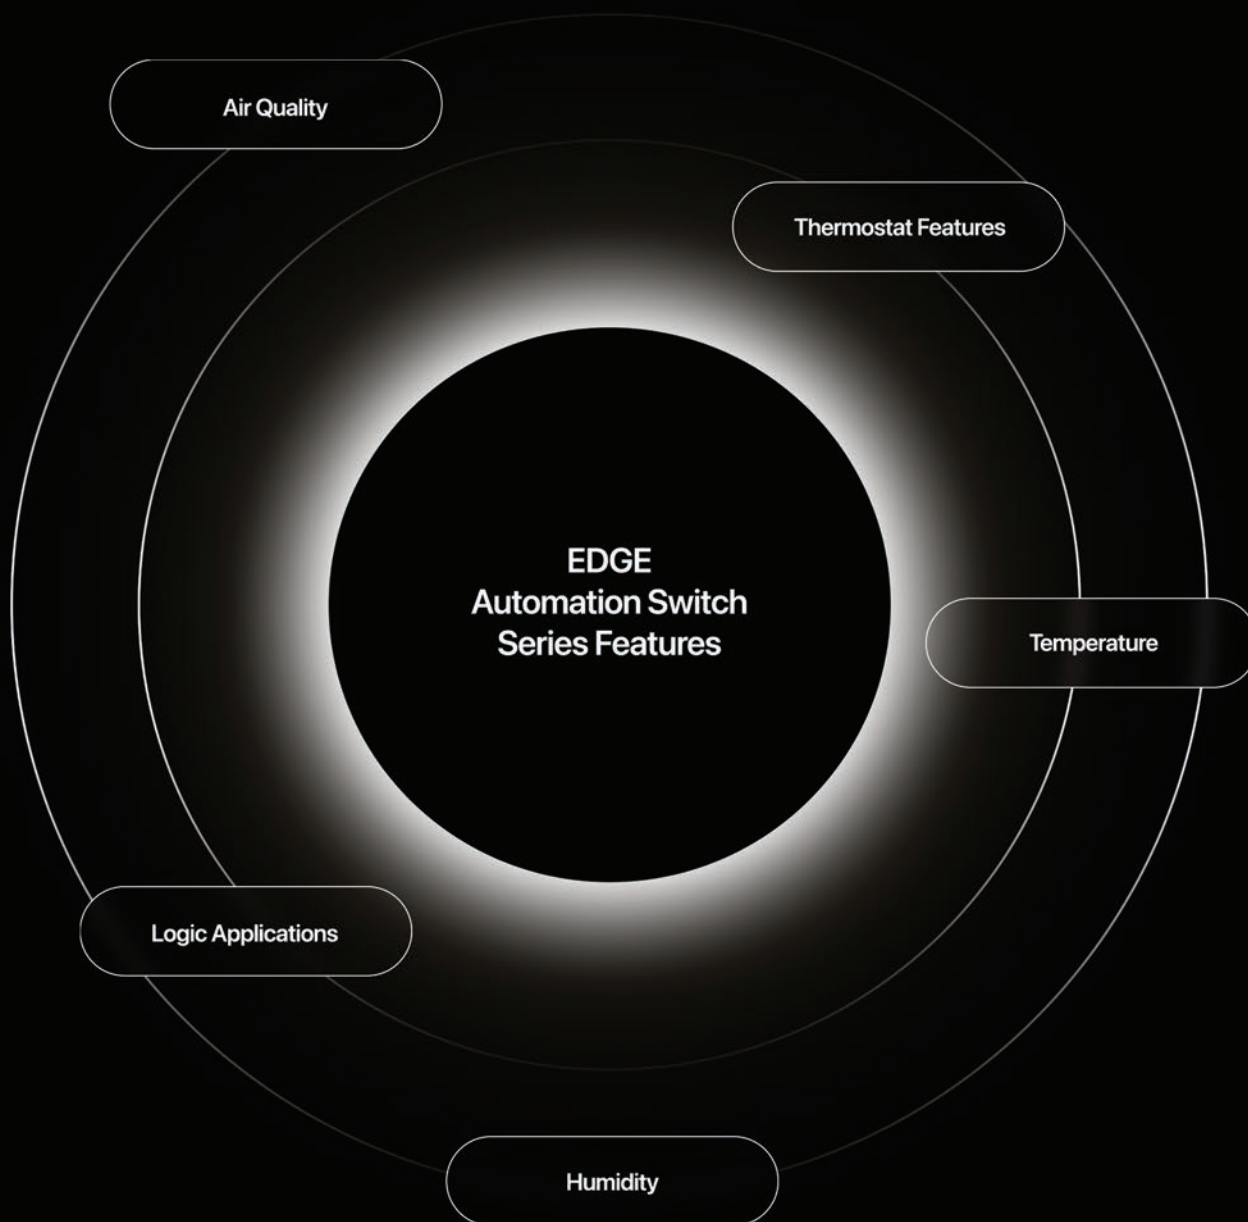 Air Quality
Thermostat Features
EDGE
Automation Switch
Series Features
Temperature
Logic Applications
Humidity